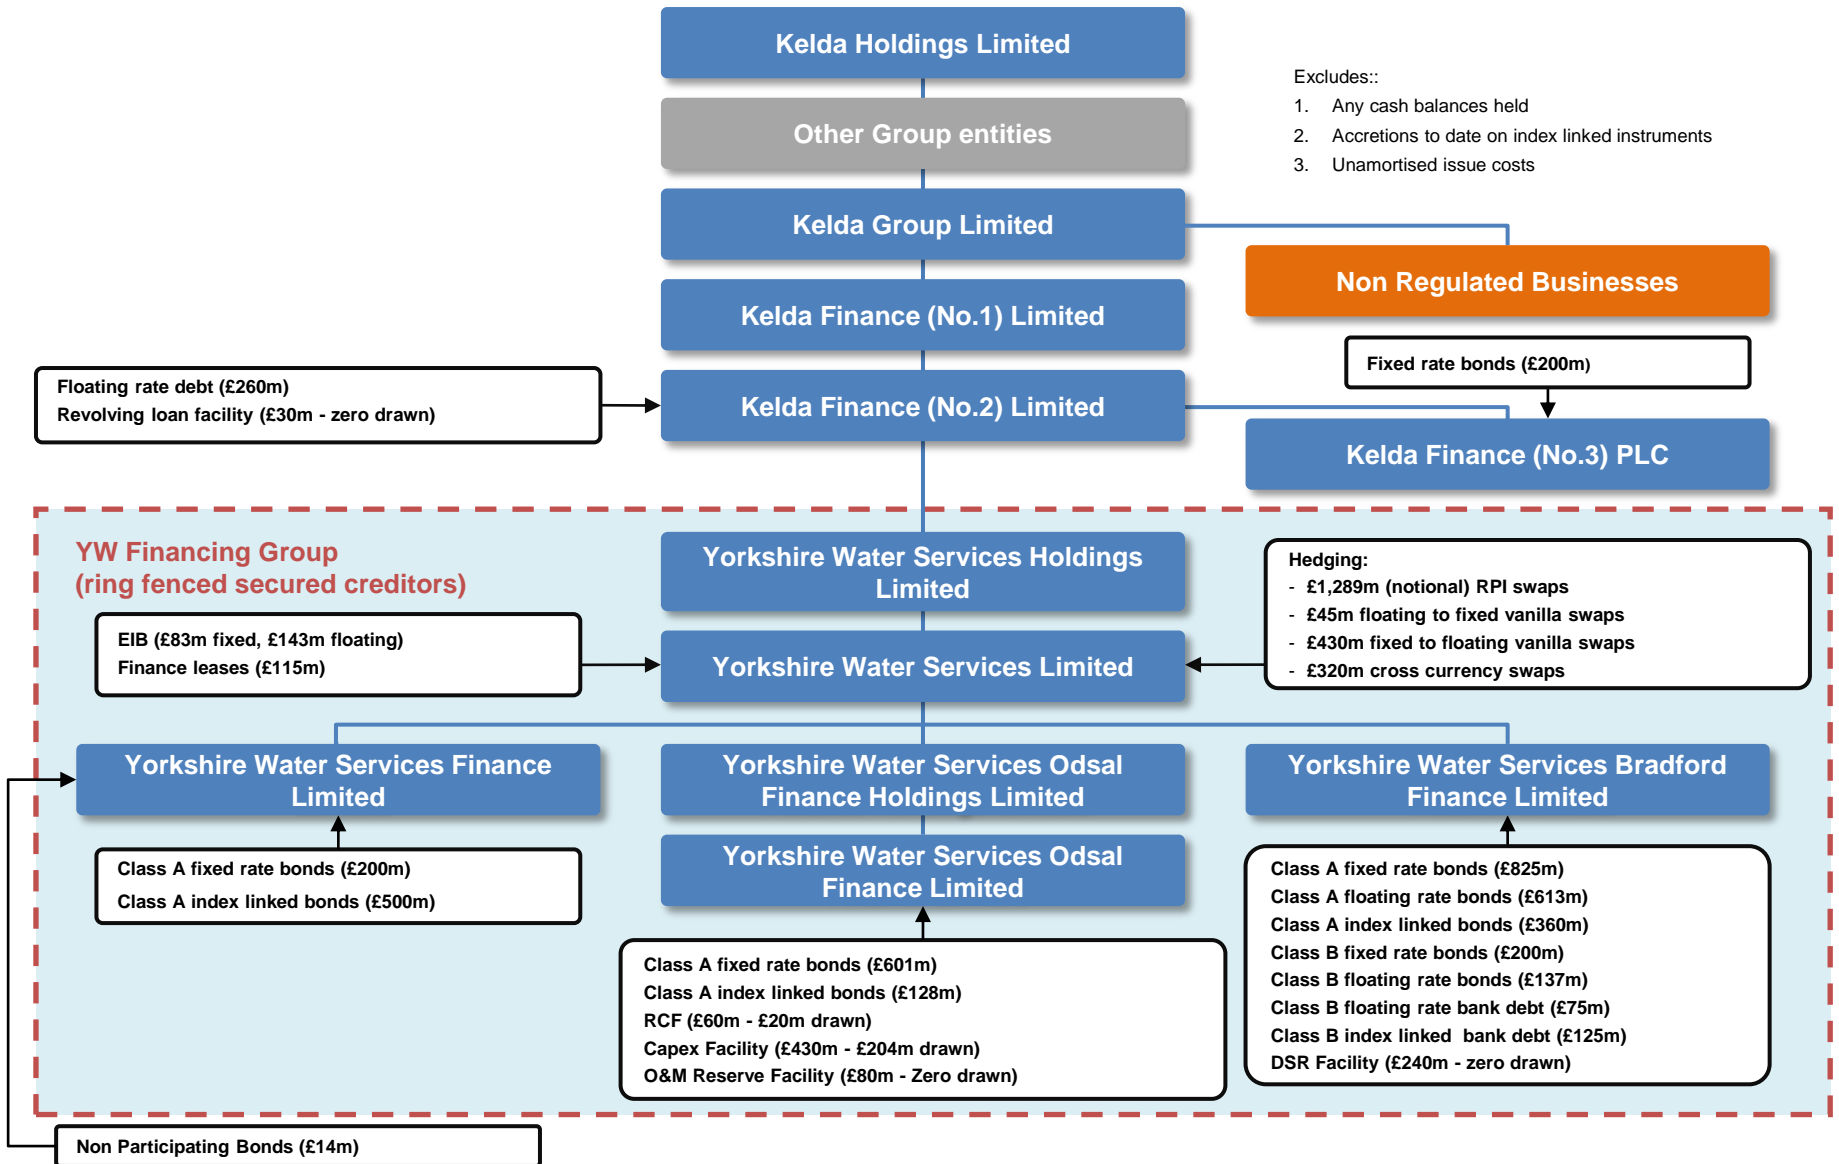 Kelda Holdings Limited
Excludes::
1. Any cash balances held
2. Accretions to date on index linked instruments
3. Unamortised issue costs
Other Group entities
Kelda Group Limited
Non Regulated Businesses
Kelda Finance (No.1) Limited
Fixed rate bonds (£200m)
Floating rate debt (£260m)
Revolving loan facility (£30m - zero drawn)
Kelda Finance (No.2) Limited
Kelda Finance (No.3) PLC
YW Financing Group
(ring fenced secured creditors)
Yorkshire Water Services Holdings
Limited
Hedging:
- £1,289m (notional) RPI swaps
- £45m floating to fixed vanilla swaps
- £430m fixed to floating vanilla swaps
- £320m cross currency swaps
EIB (£83m fixed, £143m floating)
Finance leases (£115m)
Yorkshire Water Services Limited
Yorkshire Water Services Finance
Limited
Yorkshire Water Services Odsal
Finance Holdings Limited
Yorkshire Water Services Bradford
Finance Limited
Class A fixed rate bonds (£200m)
Class A index linked bonds (£500m)
Yorkshire Water Services Odsal
Finance Limited
Class A fixed rate bonds (£825m)
Class A floating rate bonds (£613m)
Class A index linked bonds (£360m)
Class B fixed rate bonds (£200m)
Class B floating rate bonds (£137m)
Class B floating rate bank debt (£75m)
Class B index linked  bank debt (£125m)
DSR Facility (£240m - zero drawn)
Class A fixed rate bonds (£601m)
Class A index linked bonds (£128m)
RCF (£60m - £20m drawn)
Capex Facility (£430m - £204m drawn)
O&M Reserve Facility (£80m - Zero drawn)
Non Participating Bonds (£14m)